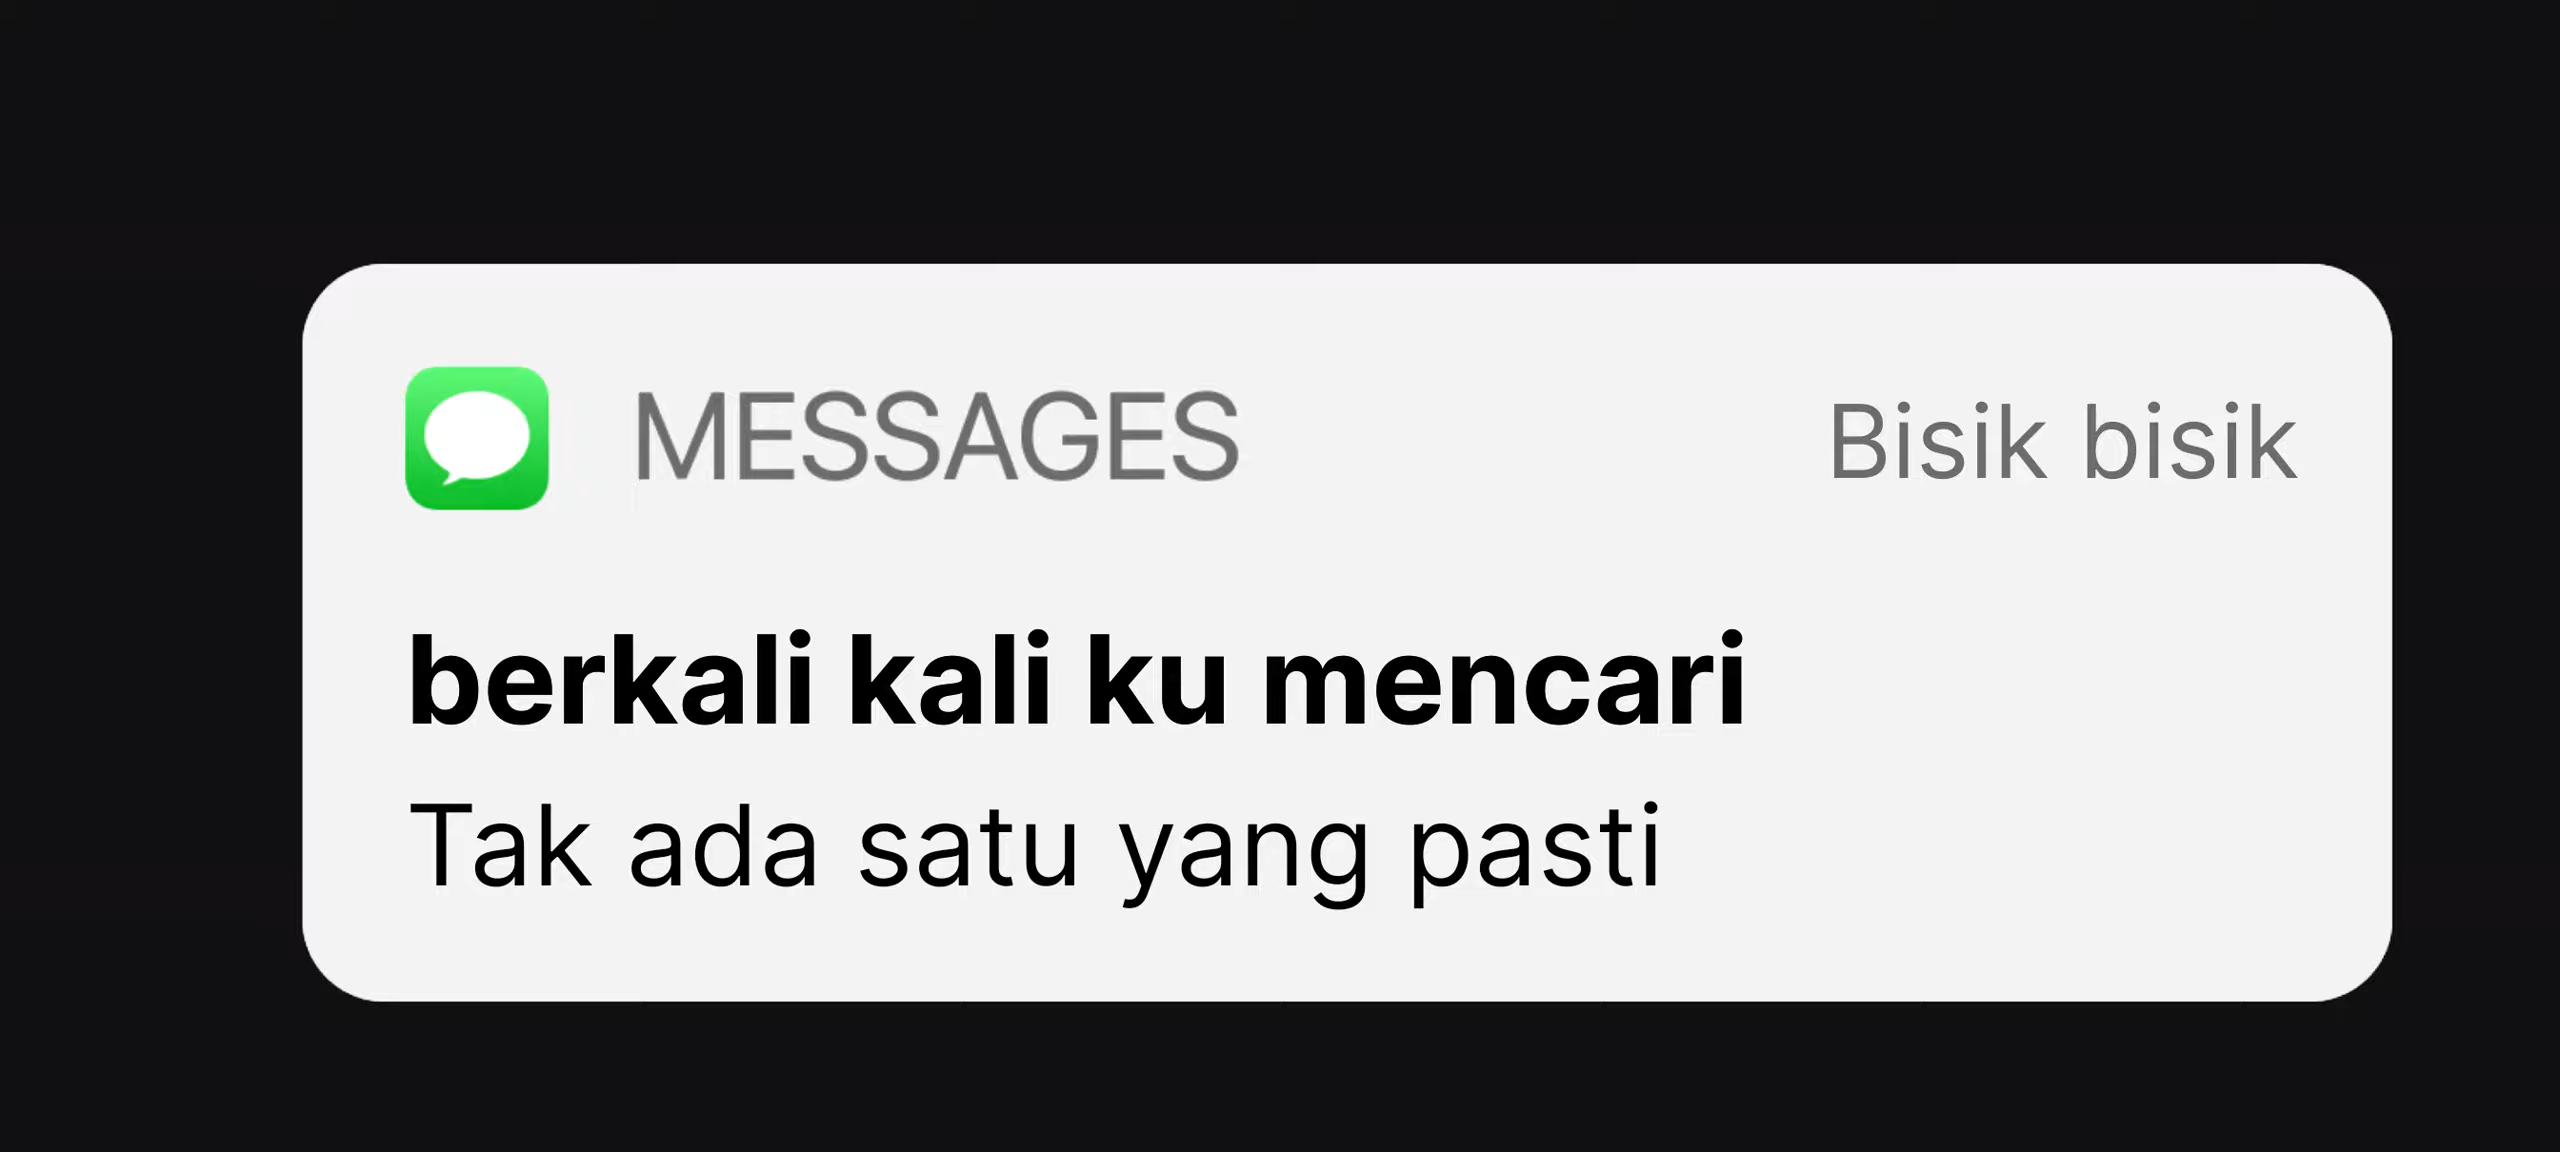 MESSAGES Bisik bisik
berkali kali ku mencari
Tak ada satu yang pasti